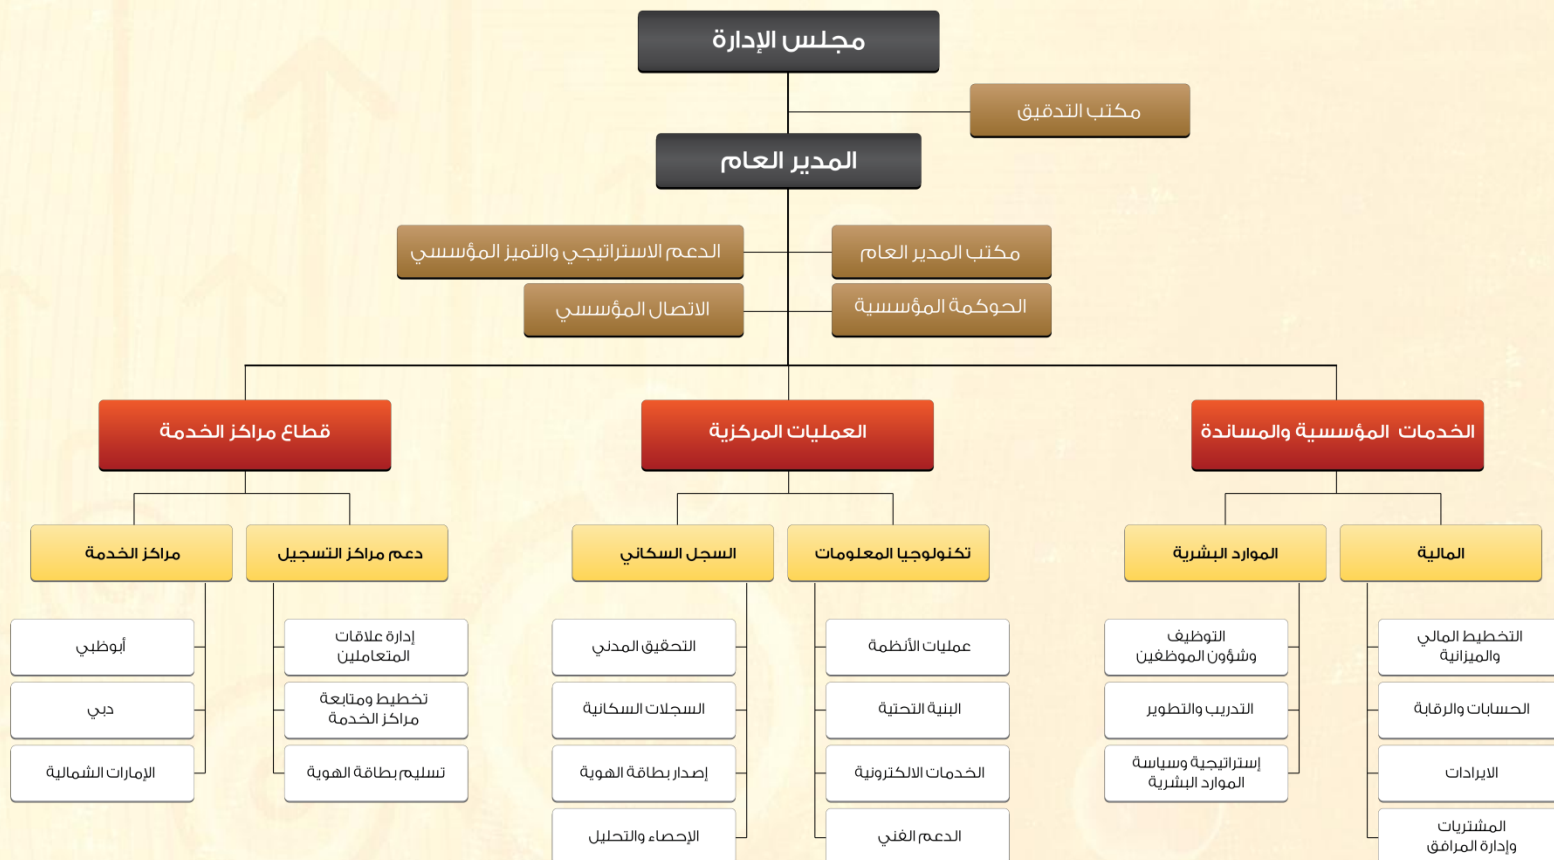 مجلس الإدارة
مكتب التدقيق
المدير العام
مكتب المدير العام
الدعم الاستراتيجي والتميز المؤسسي
الحوكمة المؤسسية
الاتصال المؤسسي
الخدمات المؤسسية والمساندة
العمليات المركزية
قطاع مراكز الخدمة
المالية
الموارد البشرية
تكنولوجيا المعلومات
السجل السكاني
دعم مراكز التسجيل
مراكز الخدمة
التخطيط المالي
والميزانية
الحسابات والرقابة
الايرادات
المشتريات
وإدارة المرافق
التوظيف
وشؤون الموظفين
التدريب والتطوير
إستراتيجية وسياسة
الموارد البشرية
عمليات الأنظمة
البنية التحتية
الخدمات الالكترونية
الدعم الفني
التحقيق المدني
السجلات السكانية
إصدار بطاقة الهوية
الإحصاء والتحليل
إدارة علاقات
المتعاملين
تخطيط ومتابعة
مراكز الخدمة
تسليم بطاقة الهوية
أبوظبي
دبي
الإمارات الشمالية